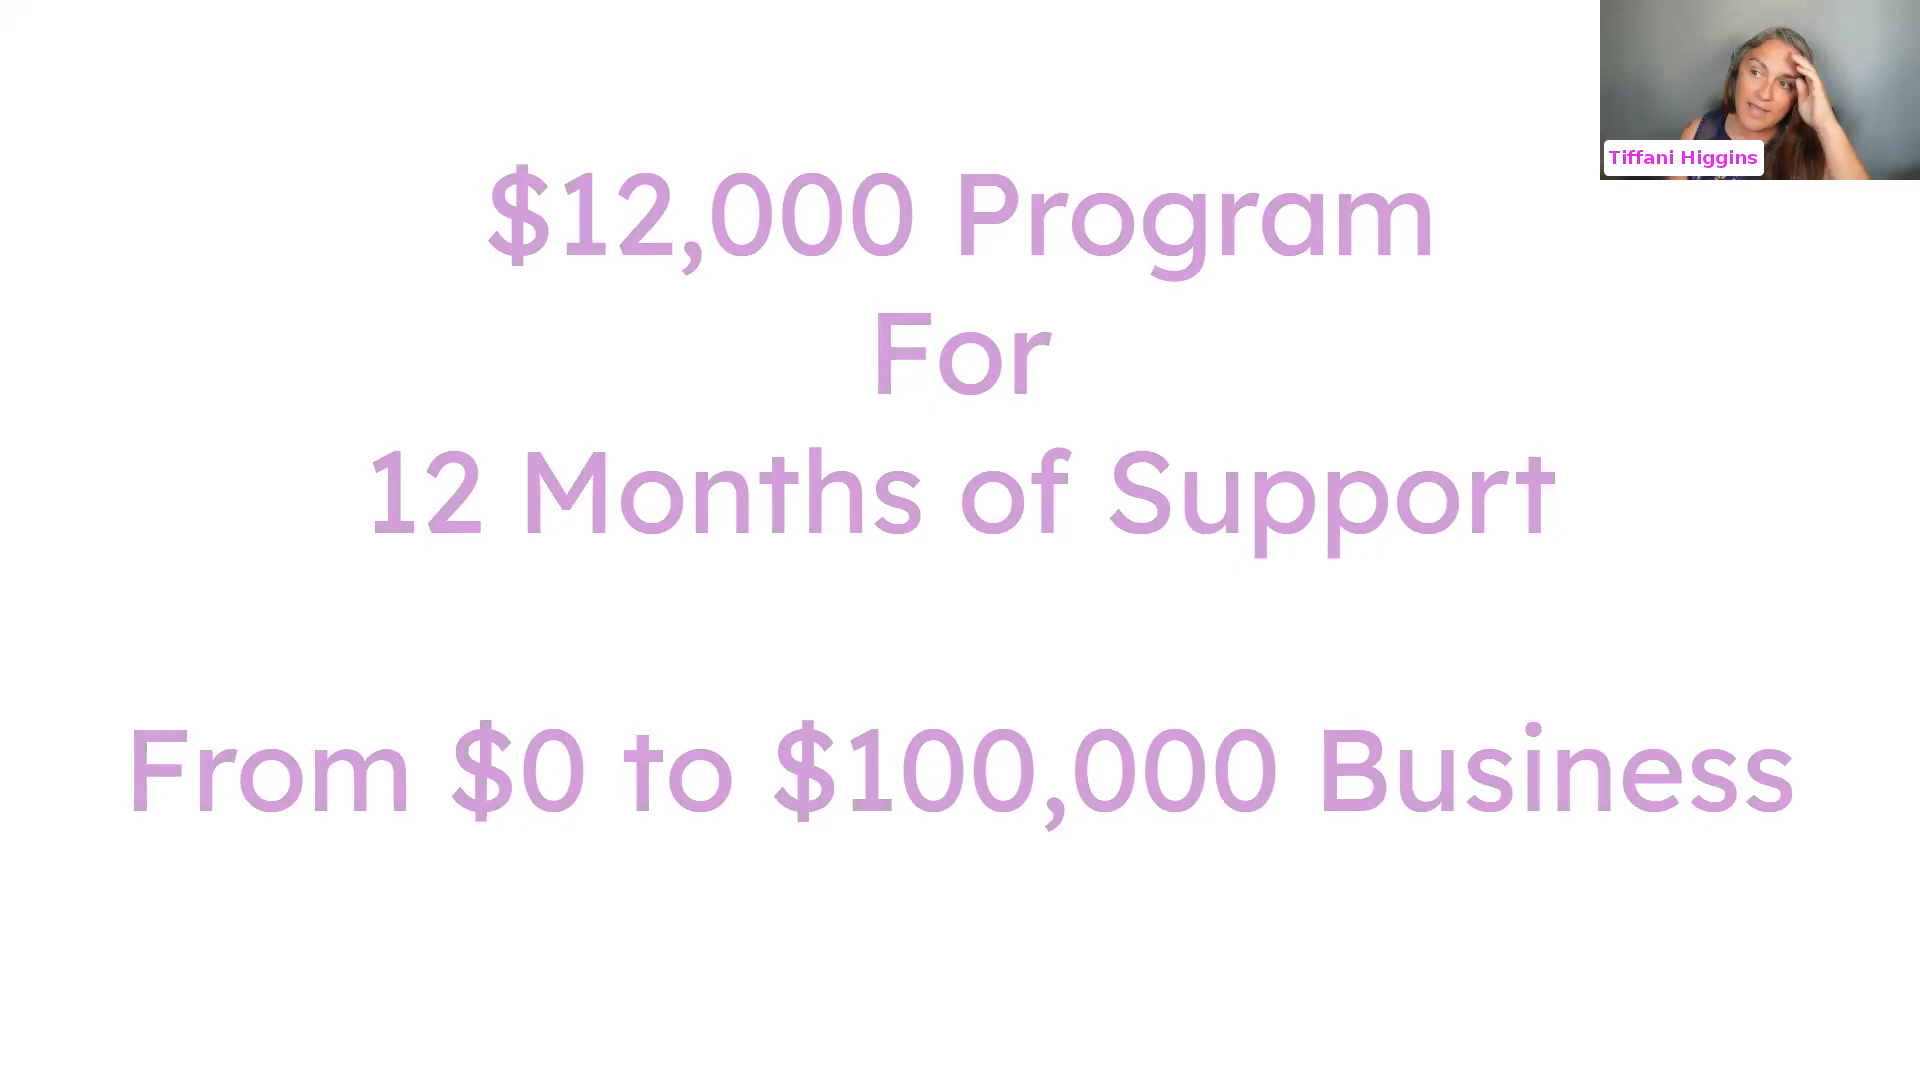 Tiffani Higgins
$12,000 Program
For
12 Months of Support
From $0 to $100,000 Business